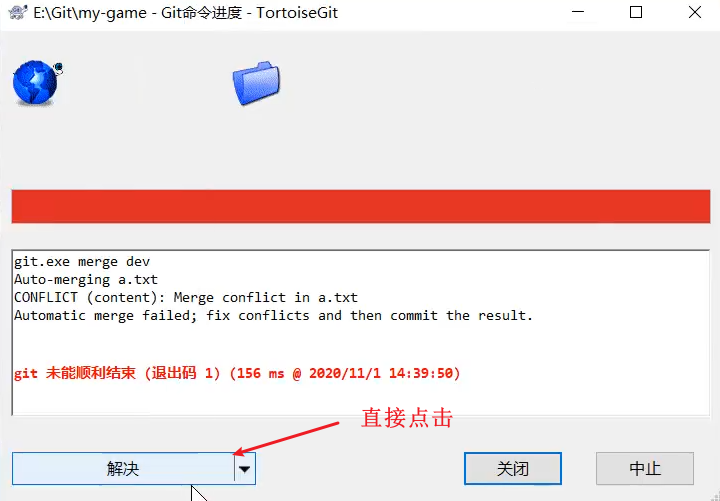 E:\Git\my-game - Git命令进度 - TortoiseGit
git.exe merge dev
Auto-merging a.txt
CONFLICT (content): Merge conflict in a.txt
Automatic merge failed; fix conflicts and then commit the result.
git 未能顺利结束 (退出码 1) (156 ms @ 2020/11/1 14:39:50)
直接点击
解决
关闭
中止